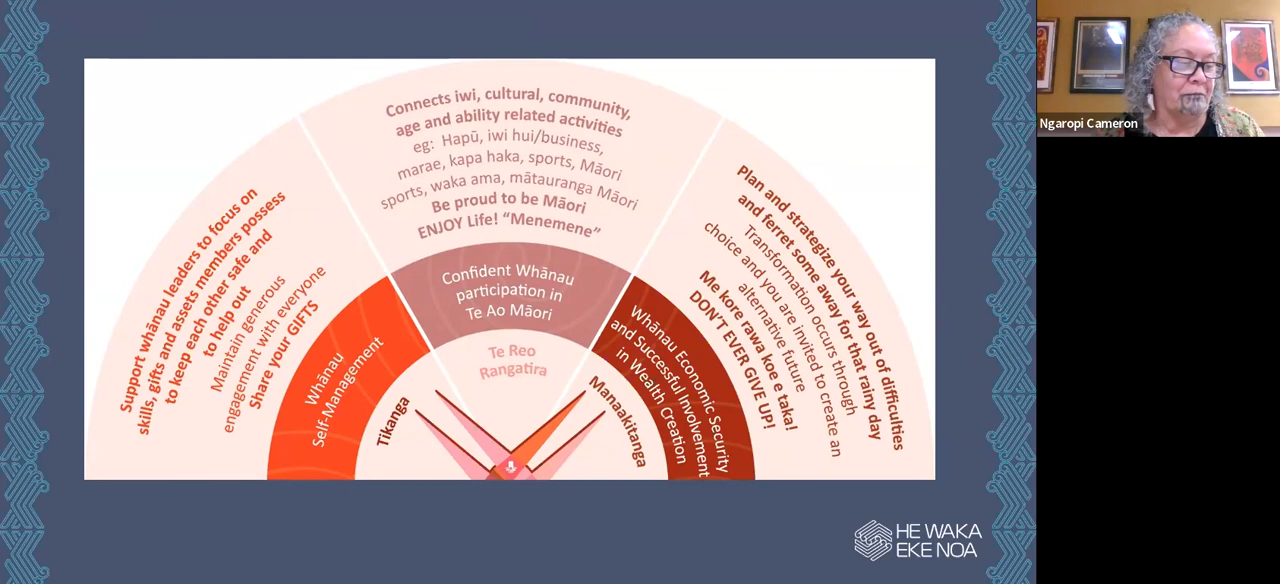 Support whānau leaders to focus on
skills, gifts and assets members possess
to keep each other safe and
to help out
Maintain generous
engagement with everyone
Share your GIFTS
Whānau
Self-Management
Tikanga
Connects iwi, cultural, community,
age and ability related activities
eg: Hapū, iwi hui/business,
marae, kapa haka, sports, Māori
sports, waka ama, mātauranga Māori
Be proud to be Māori
ENJOY Life! “Menemene”
Confident Whānau
participation in
Te Ao Māori
Te Reo
Rangatira
Plan and strategize your way out of difficulties
and ferret some away for that rainy day
Transformation occurs through
choice and you are invited to create an
alternative future
Me kore rawa koe e taka!
DON'T EVER GIVE UP!
Whānau Economic Security
and Successful Involvement
in Wealth Creation
Manaakitanga
HE WAKA
EKE NOA
Ngaropi Cameron